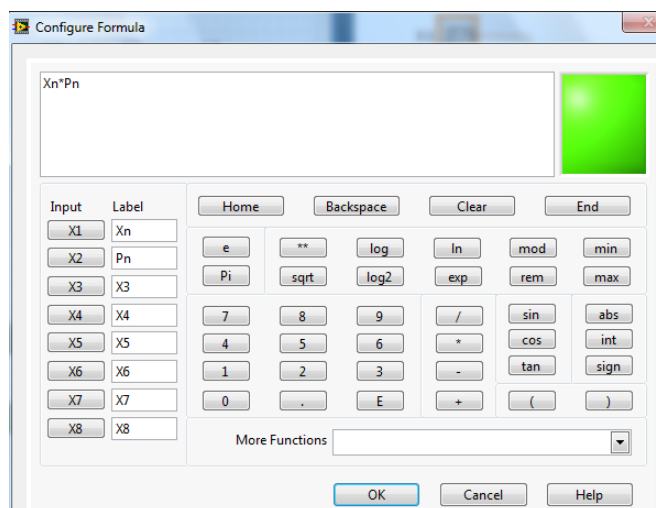 Configure Formula
Xn*Pn
Input Label Home Backspace Clear End
X1 Xn
X2 Pn
X3 X3
X4 X4
X5 X5
X6 X6
X7 X7
X8 X8
e ** log ln mod min
Pi sqrt log2 exp rem max
7 8 9 / sin abs
4 5 6 * cos int
1 2 3 - tan sign
0 . E + ( )
More Functions
OK Cancel Help